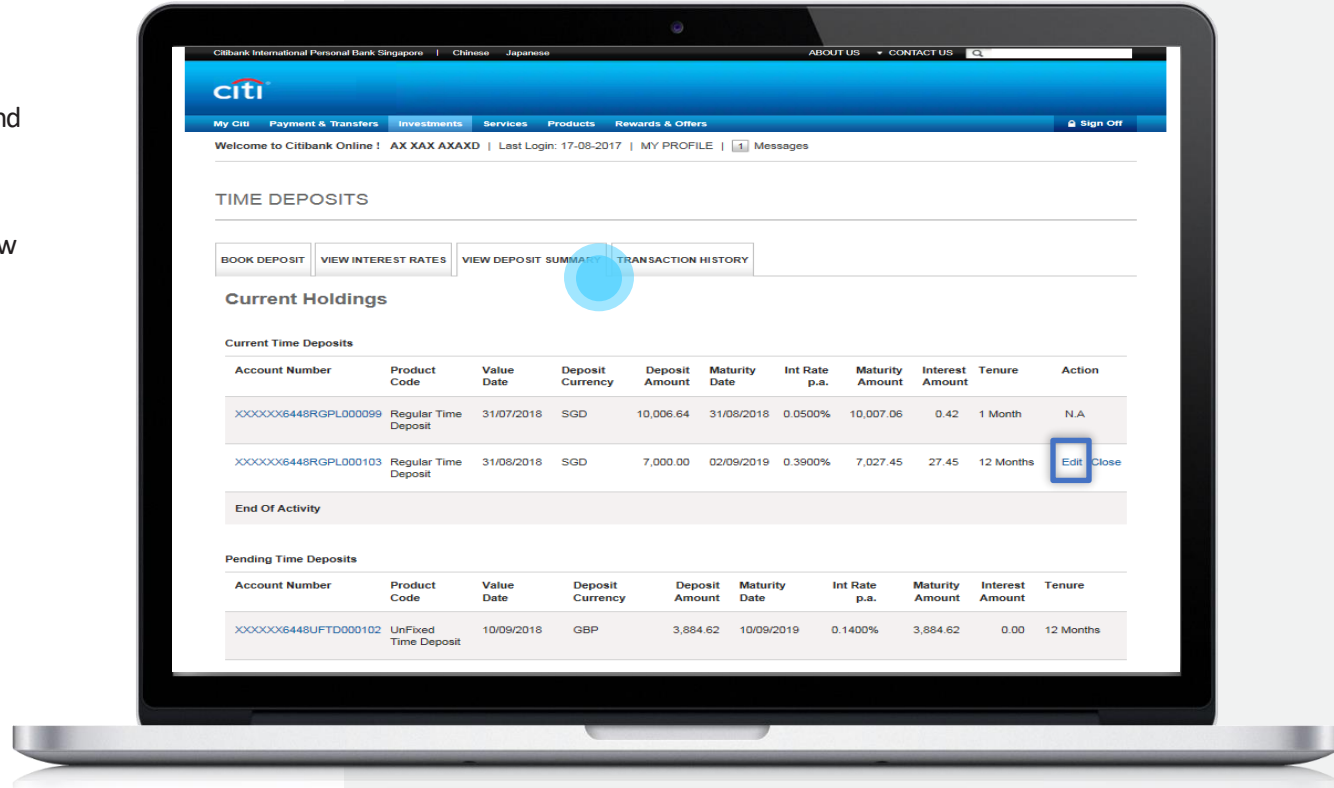 nd
w
Citibank International Personal Bank Singapore | Chinese Japanese ABOUT US CONTACT US
citi
My Citi Payment & Transfers Investments Services Products Rewards & Offers Sign Off
Welcome to Citibank Online ! AX XAX AXAXD | Last Login: 17-08-2017 | MY PROFILE | 1 Messages
TIME DEPOSITS
BOOK DEPOSIT VIEW INTEREST RATES VIEW DEPOSIT SUMMARY TRANSACTION HISTORY
Current Holdings
Current Time Deposits
Account Number Product Value Deposit Deposit Maturity Int Rate Maturity Interest Tenure Action
Code Date Currency Amount Date p.a. Amount Amount
XXXXXX6448RGPL000099 Regular Time 31/07/2018 SGD 10,006.64 31/08/2018 0.0500% 10,007.06 0.42 1 Month N.A
Deposit
XXXXXX6448RGPL000103 Regular Time 31/08/2018 SGD 7,000.00 02/09/2019 0.3900% 7,027.45 27.45 12 Months Edit Close
Deposit
End Of Activity
Pending Time Deposits
Account Number Product Value Deposit Deposit Maturity Int Rate Maturity Interest Tenure
Code Date Currency Amount Date p.a. Amount Amount
XXXXXX6448UFTD000102 UnFixed 10/09/2018 GBP 3,884.62 10/09/2019 0.1400% 3,884.62 0.00 12 Months
Time Deposit